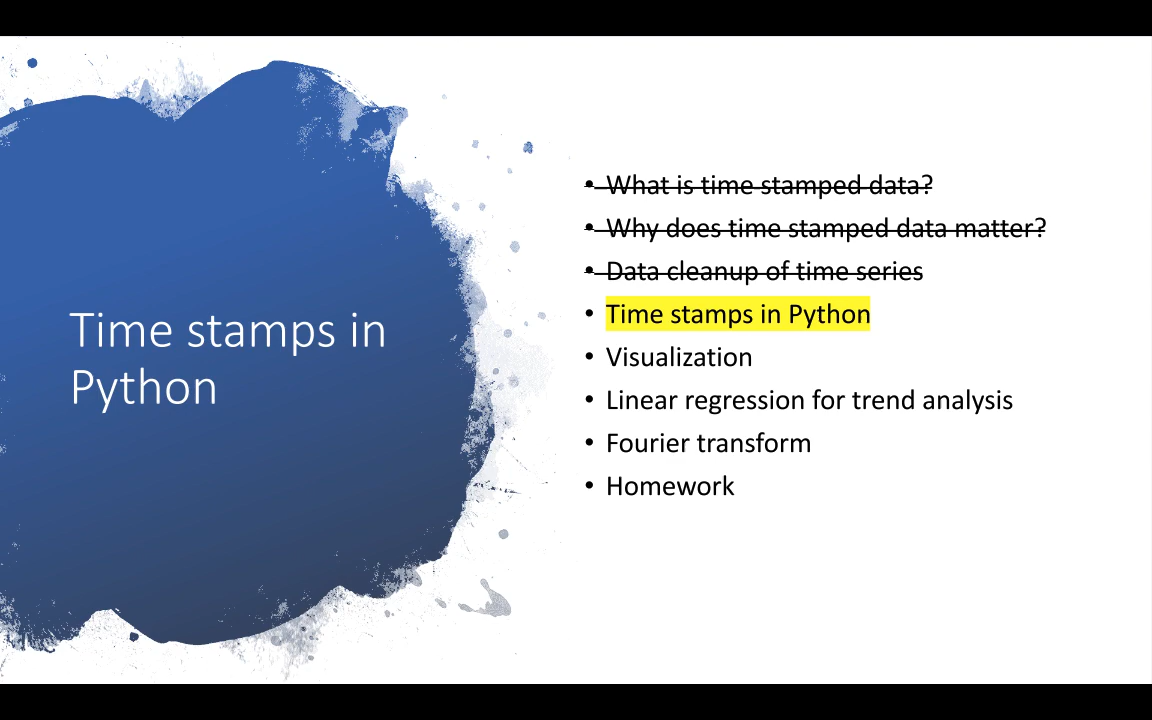 Time stamps in
Python
• What is time stamped data?
• Why does time stamped data matter?
• Data cleanup of time series
• Time stamps in Python
• Visualization
• Linear regression for trend analysis
• Fourier transform
• Homework